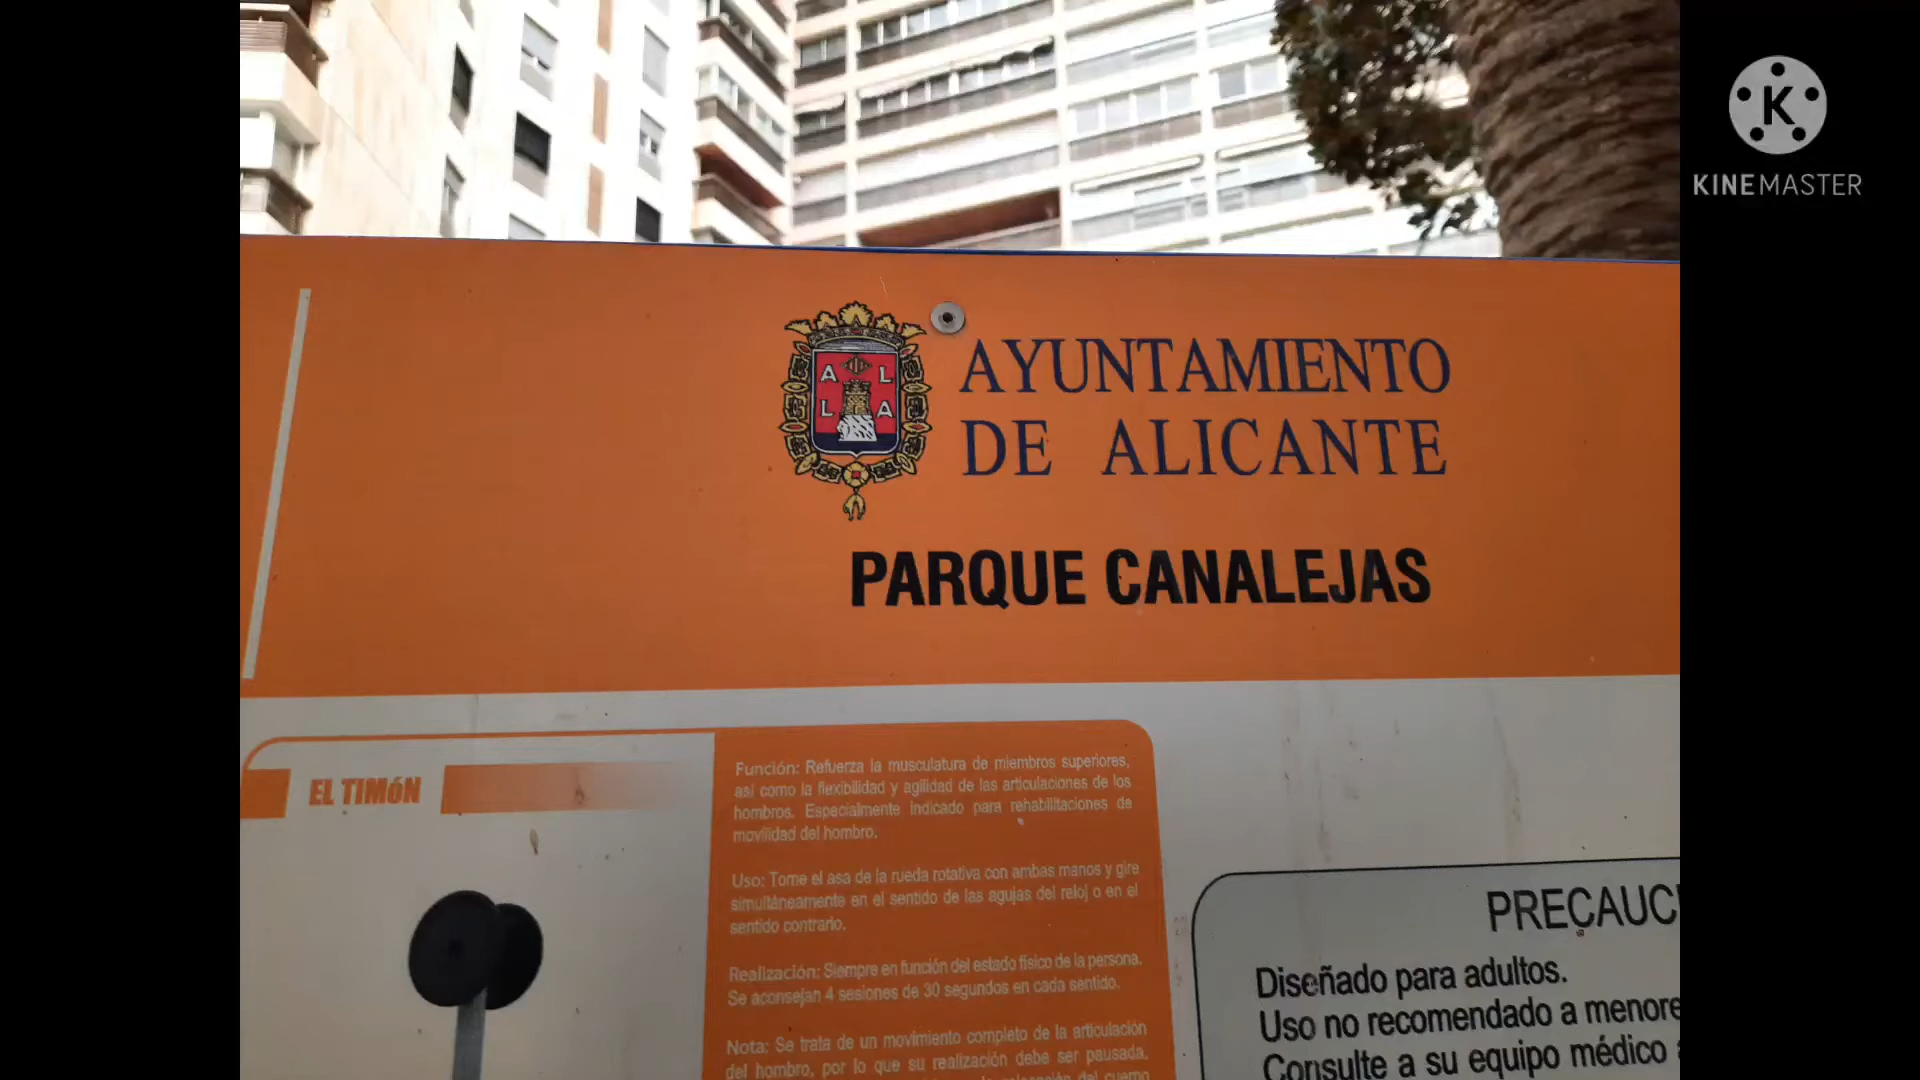 KINEMASTER
A L
L A
AYUNTAMIENTO
DE ALICANTE
PARQUE CANALEJAS
EL TIMÓN
Función: Refuerza la musculatura de miembros superiores,
así como la flexibilidad y agilidad de las articulaciones de los
hombros. Especialmente indicado para rehabilitaciones de
movilidad del hombro.
Uso: Tome el asa de la rueda rotativa con ambas manos y gire
simultáneamente en el sentido de las agujas del reloj o en el
sentido contrario.
Realización: Siempre en función del estado físico de la persona.
Se aconsejan 4 sesiones de 30 segundos en cada sentido.
Nota: Se trata de un movimiento completo de la articulación
del hombro, por lo que su realización debe ser pausada,
del cuerpo
PRECAUC
Diseñado para adultos.
Uso no recomendado a menore
Consulte a su equipo médico